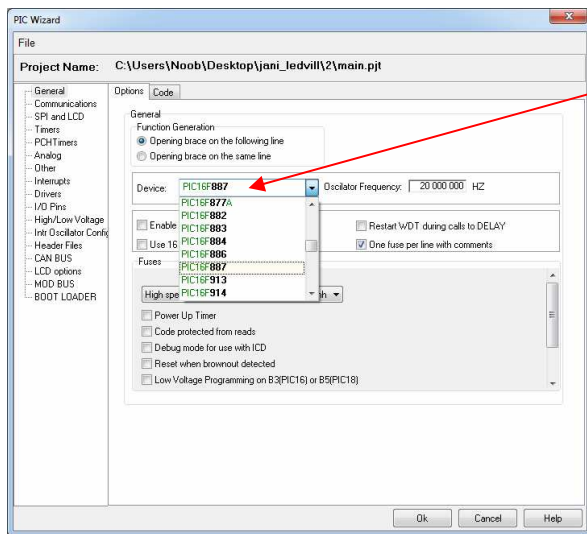 PIC Wizard
File
Project Name: C:\Users\Noob\Desktop\jani_ledvill\2\main.pjt
General
Communications
SPI and LCD
Timers
PCHTimers
Analog
Other
Interrupts
Drivers
I/O Pins
High/Low Voltage
Intr Oscillator Config
Header Files
CAN BUS
LCD options
MOD BUS
BOOT LOADER
Options Code
General
Function Generation
Opening brace on the following line
Opening brace on the same line
Device: PIC16F887 Oscilator Frequency: 20 000 000 HZ
PIC16F877A
PIC16F882
PIC16F883
PIC16F884
PIC16F886
PIC16F887
PIC16F913
PIC16F914
Enable
Restart WDT during calls to DELAY
Use 16
One fuse per line with comments
Fuses
High
Power Up Timer
Code protected from reads
Debug mode for use with ICD
Reset when brownout detected
Low Voltage Programming on B3(PIC16) or B5(PIC18)
Ok Cancel Help